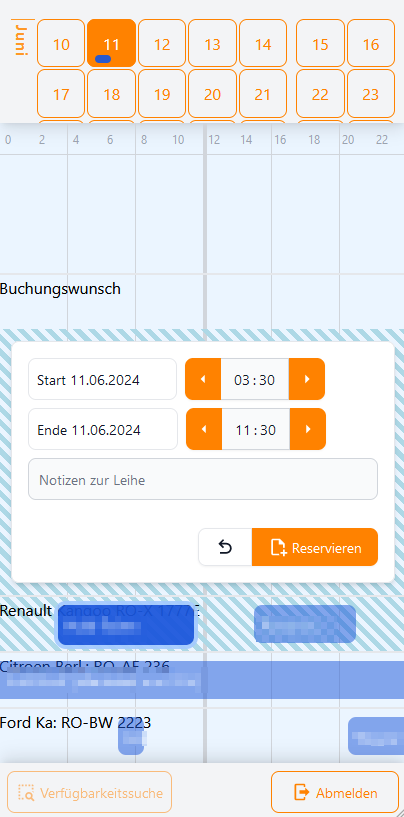 Juni
10 11 12 13 14 15 16
17 18 19 20 21 22 23
0 2 4 6 8 10 12 14 16 18 20 22
Buchungswunsch
Start 11.06.2024 03:30
Ende 11.06.2024 11:30
Notizen zur Leihe
Reservieren
Renault Kangoo RO-X 1777E
Citroen Berl.: RO-AF 236
Ford Ka: RO-BW 2223
Verfügbarkeitssuche Abmelden